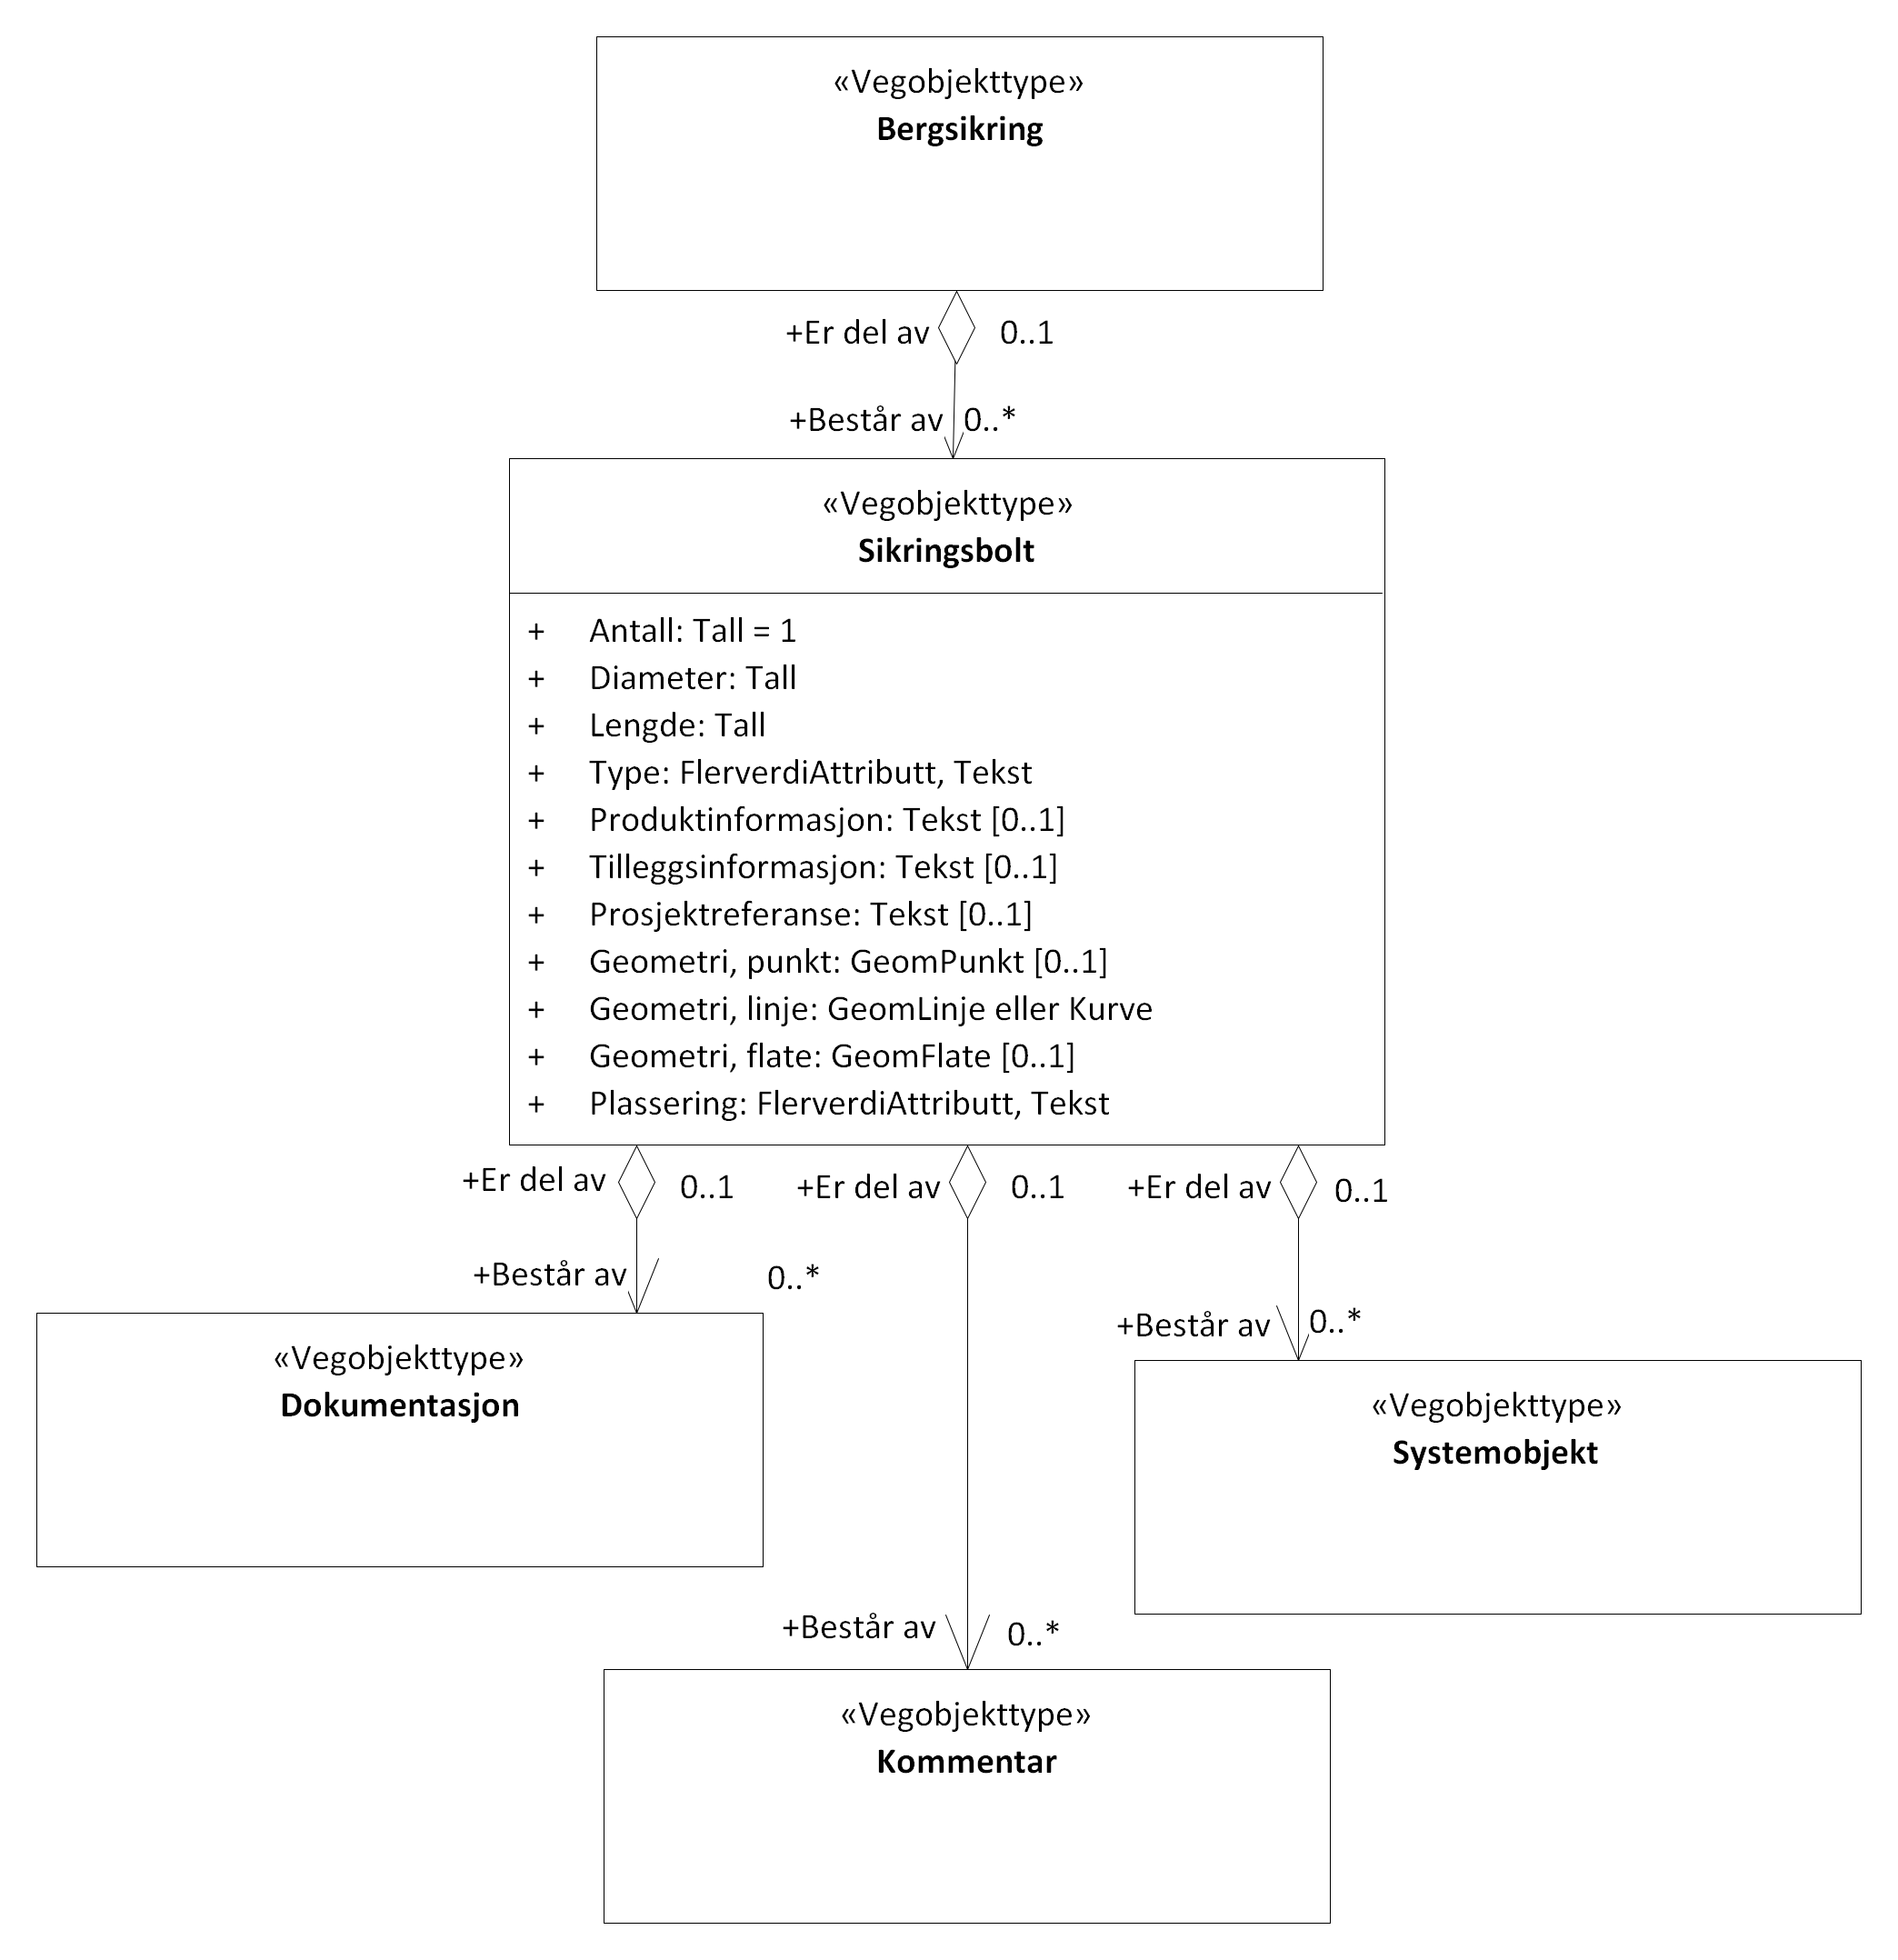 «Vegobjekttype»
Bergsikring
+Er del av 0..1
+Består av 0..*
«Vegobjekttype»
Sikringsbolt
+ Antall: Tall = 1
+ Diameter: Tall
+ Lengde: Tall
+ Type: FlerverdiAttributt, Tekst
+ Produktinformasjon: Tekst [0..1]
+ Tilleggsinformasjon: Tekst [0..1]
+ Prosjektreferanse: Tekst [0..1]
+ Geometri, punkt: GeomPunkt [0..1]
+ Geometri, linje: GeomLinje eller Kurve
+ Geometri, flate: GeomFlate [0..1]
+ Plassering: FlerverdiAttributt, Tekst
+Er del av 0..1 +Er del av 0..1 +Er del av 0..1
+Består av 0..*
+Består av 0..*
«Vegobjekttype»
Dokumentasjon
«Vegobjekttype»
Systemobjekt
+Består av 0..*
«Vegobjekttype»
Kommentar